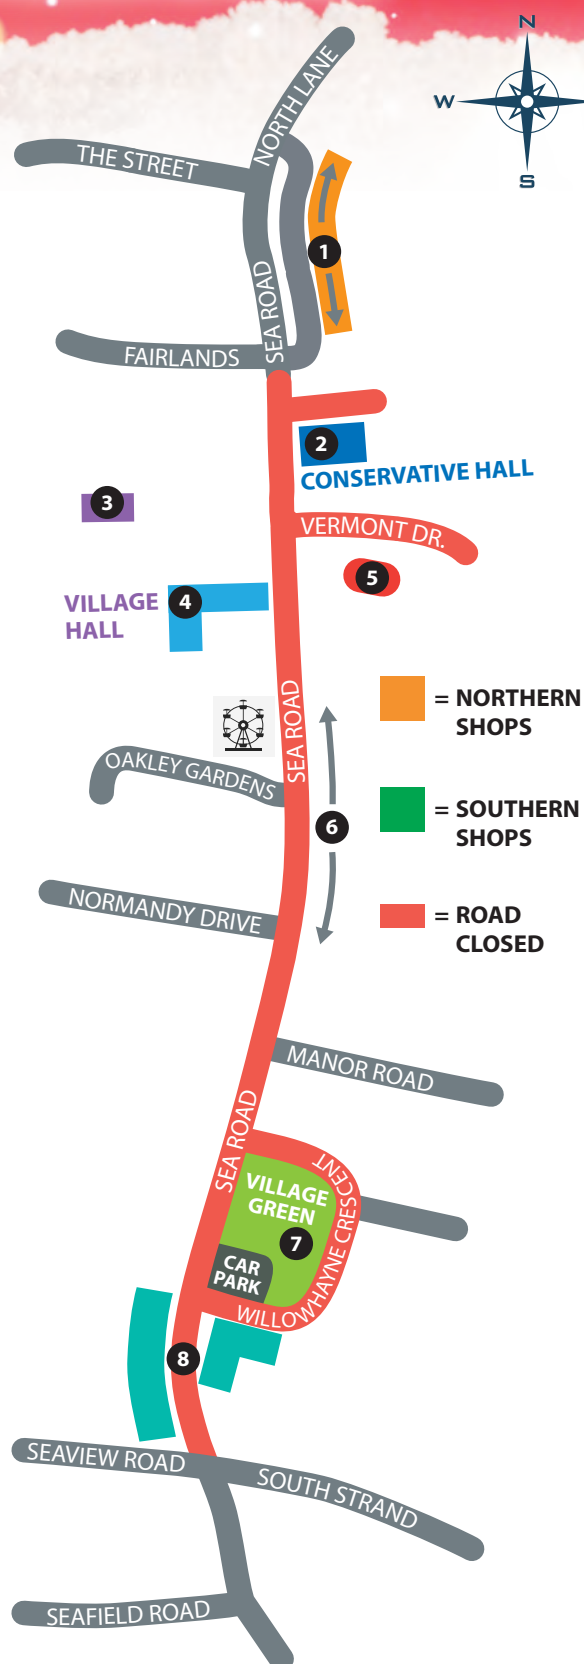 N
W
S
NORTH LANE
THE STREET
1
SEA ROAD
FAIRLANDS
2
CONSERVATIVE HALL
3
VERMONT DR.
5
VILLAGE
HALL
4
SEA ROAD
= NORTHERN
SHOPS
OAKLEY GARDENS
6
= SOUTHERN
SHOPS
NORMANDY DRIVE
= ROAD
CLOSED
MANOR ROAD
SEA ROAD
VILLAGE
GREEN
7
WILLOWHAYNE CRESCENT
CAR
PARK
8
SEAVIEW ROAD
SOUTH STRAND
SEAFIELD ROAD